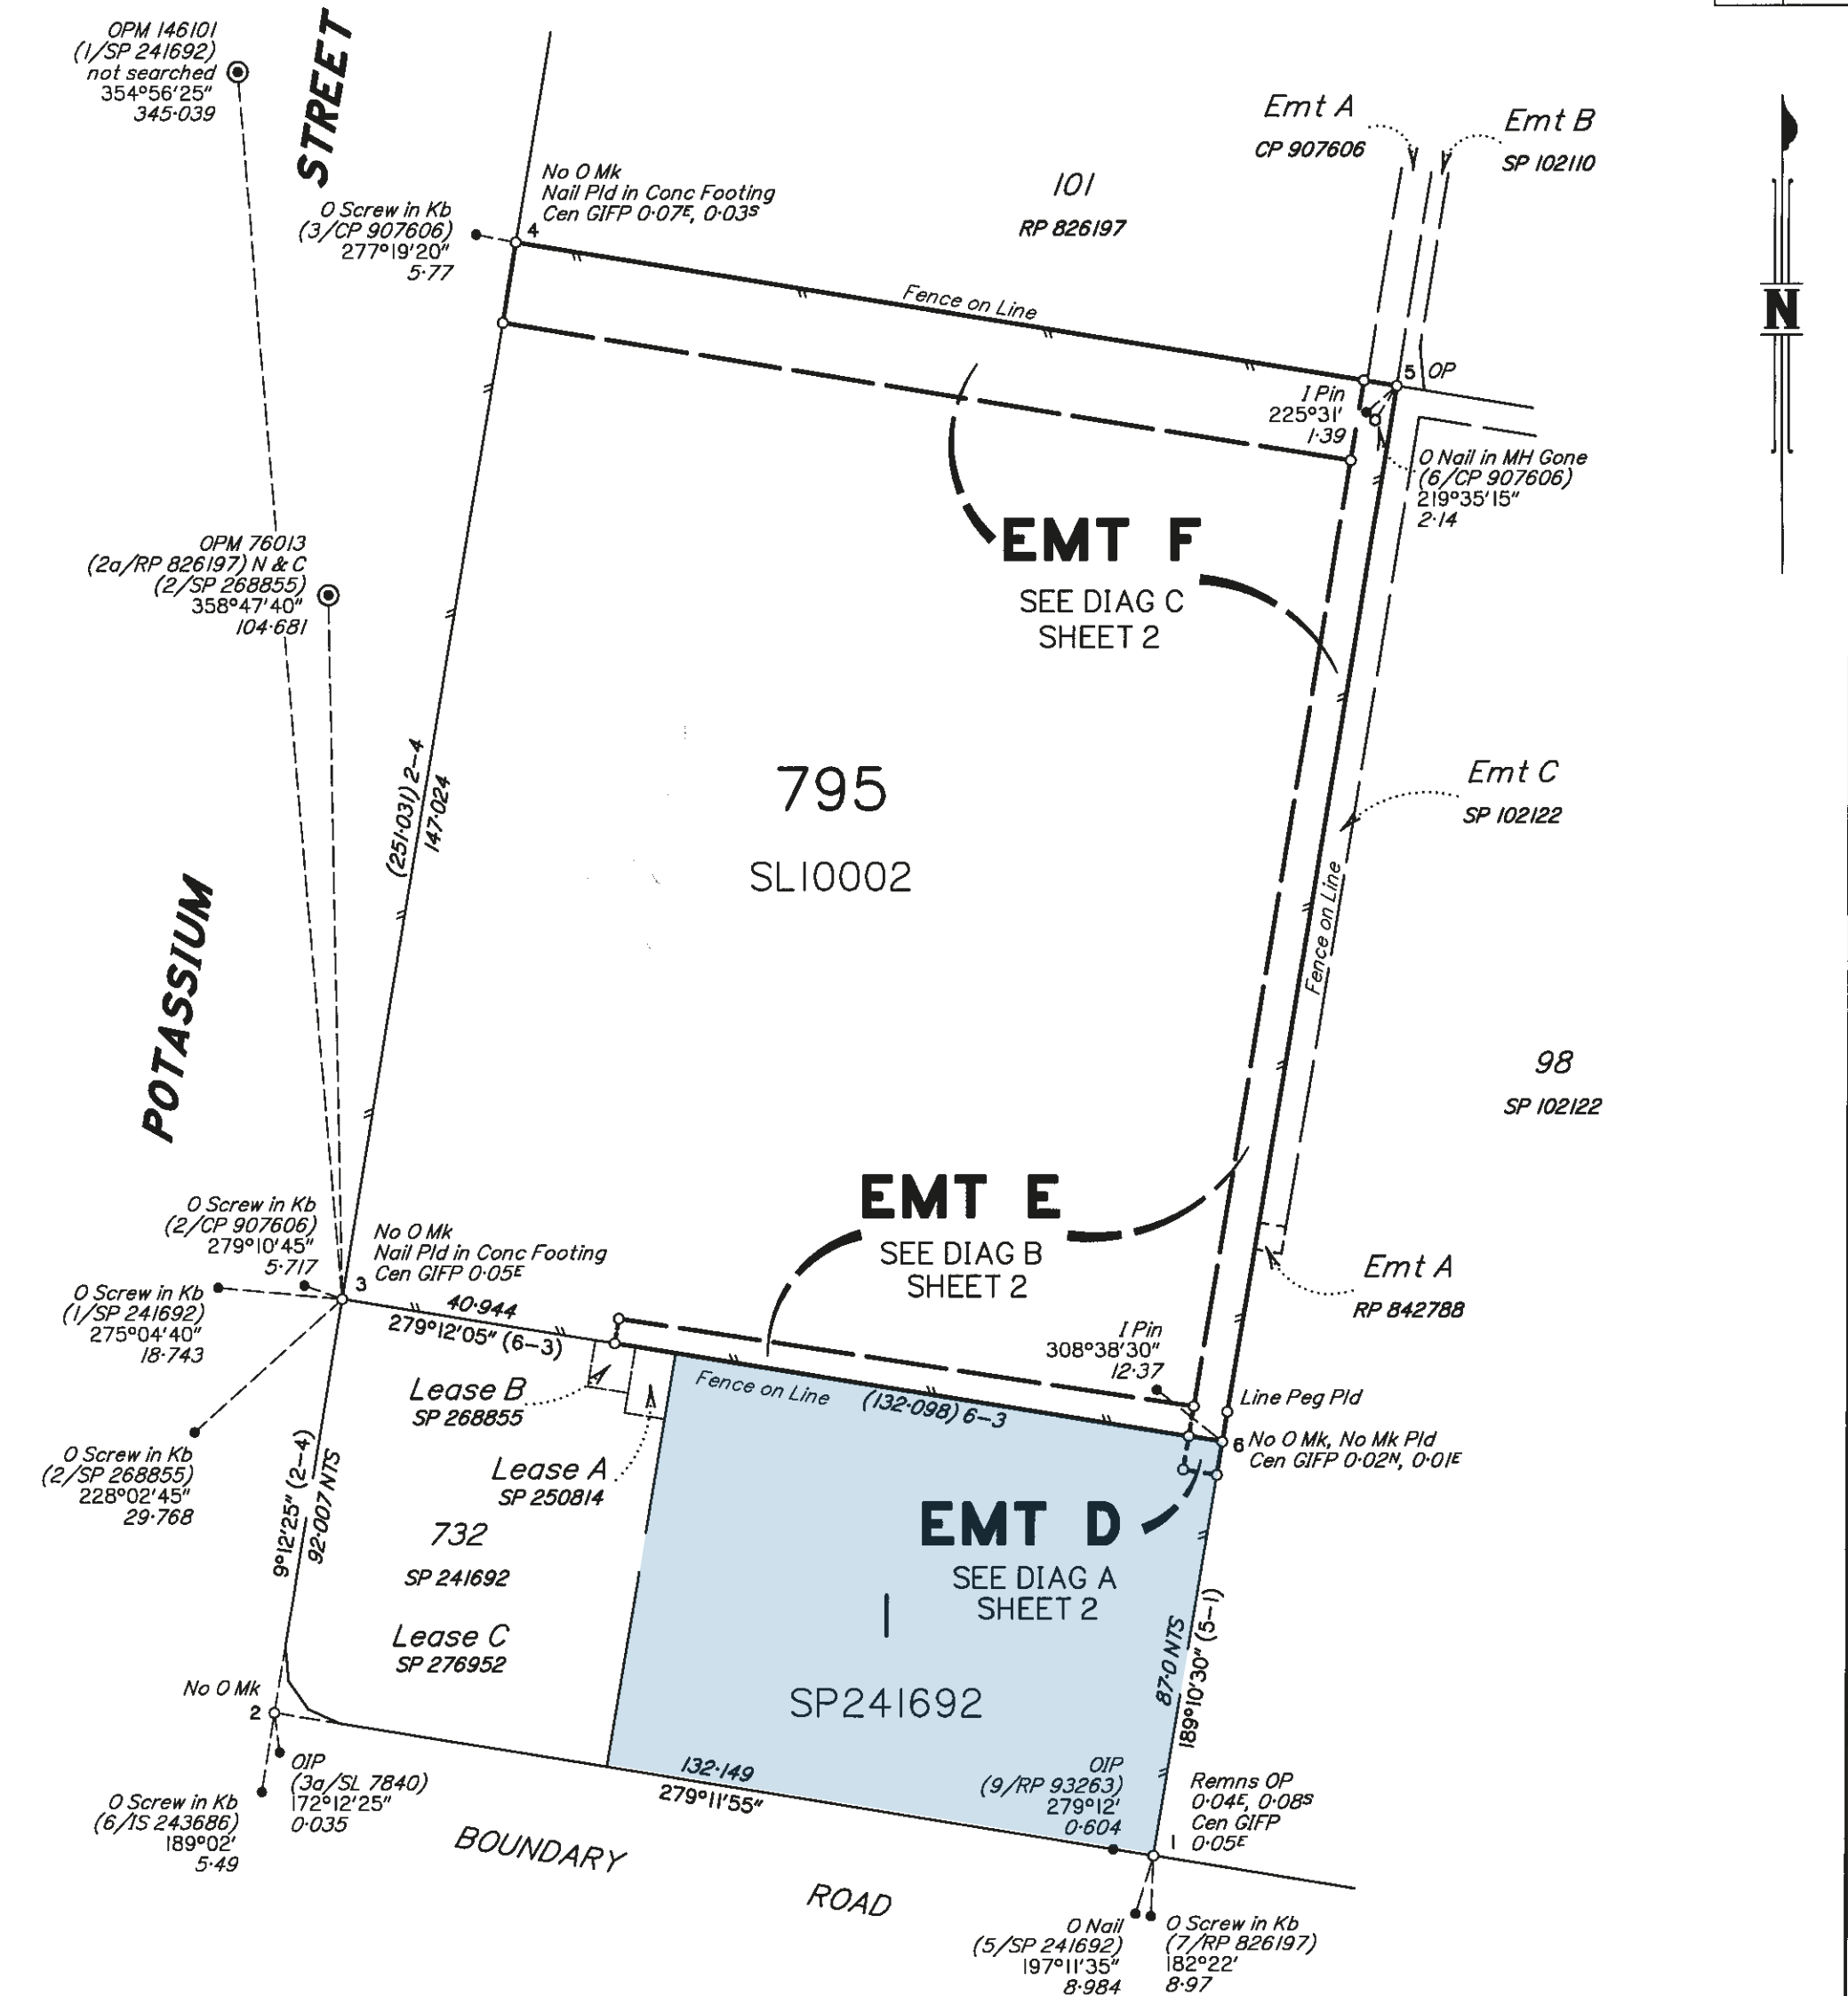 OPM 146101
(1/SP 241692)
not searched
354°56'25"
345·039
STREET
No O Mk
Nail Pld in Conc Footing
Cen GIFP 0·07E, 0·03S
O Screw in Kb
(3/CP 907606)
277°19'20"
5·77
4
101
RP 826197
Emt A
CP 907606
Emt B
SP 102110
N
Fence on Line
5
OP
I Pin
225°31'
1·39
O Nail in MH Gone
(6/CP 907606)
219°35'15"
2·14
EMT F
SEE DIAG C
SHEET 2
OPM 76013
(2a/RP 826197) N & C
(2/SP 268855)
358°47'40"
104·681
(251·031) 2–4
147·024
795
SL10002
Emt C
SP 102122
Fence on Line
POTASSIUM
98
SP 102122
EMT E
SEE DIAG B
SHEET 2
Emt A
RP 842788
O Screw in Kb
(2/CP 907606)
279°10'45"
5·717
No O Mk
Nail Pld in Conc Footing
Cen GIFP 0·05E
3
O Screw in Kb
(1/SP 241692)
275°04'40"
18·743
40·944
279°12'05" (6–3)
I Pin
308°38'30"
12·37
Line Peg Pld
Fence on Line
(132·098) 6–3
6
No O Mk, No Mk Pld
Cen GIFP 0·02N, 0·01E
Lease B
SP 268855
Lease A
SP 250814
O Screw in Kb
(2/SP 268855)
228°02'45"
29·768
9°12'25" (2–4)
92·007 NTS
732
SP 241692
Lease C
SP 276952
EMT D
SEE DIAG A
SHEET 2
1
SP241692
87·0 NTS
189°10'30" (5–1)
No O Mk
2
OIP
(3a/SL 7840)
172°12'25"
0·035
O Screw in Kb
(6/IS 243686)
189°02'
5·49
132·149
279°11'55"
OIP
(9/RP 93263)
279°12'
0·604
Remns OP
0·04E, 0·08S
Cen GIFP
0·05E
1
BOUNDARY
ROAD
O Nail
(5/SP 241692)
197°11'35"
8·984
O Screw in Kb
(7/RP 826197)
182°22'
8·97